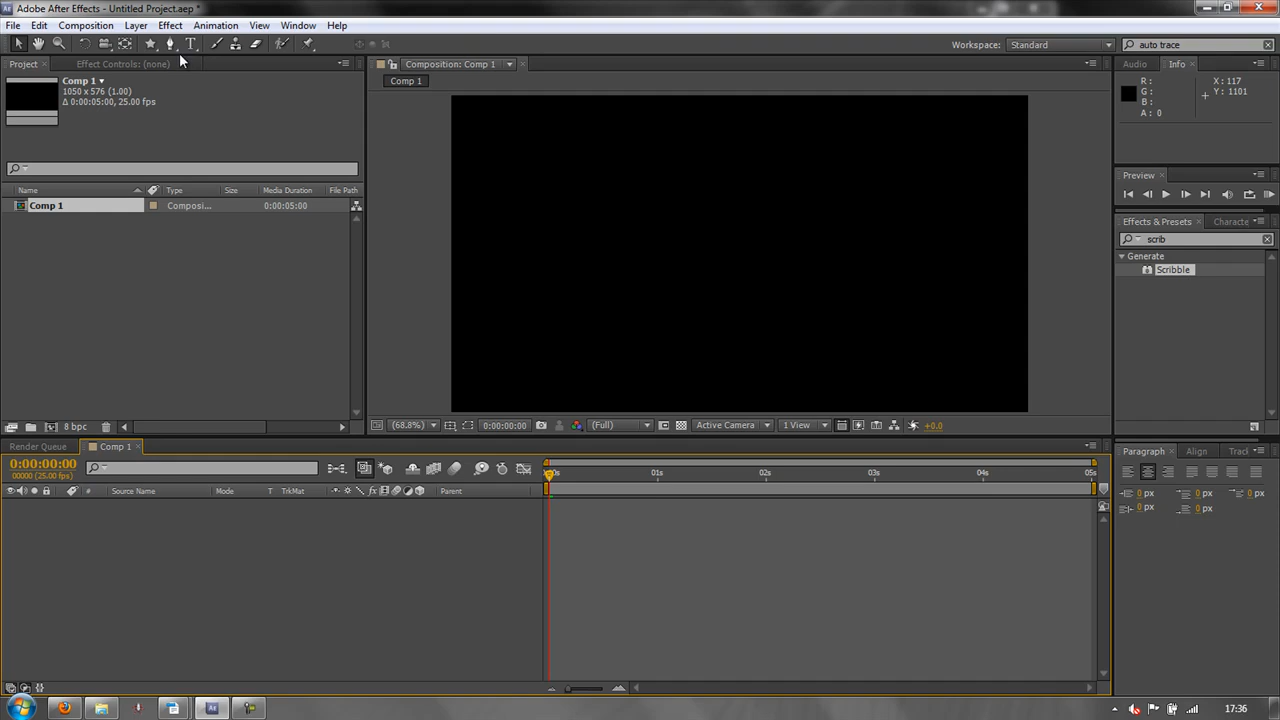 Adobe After Effects - Untitled Project.aep *
File Edit Composition Layer Effect Animation View Window Help
T Workspace: Standard auto trace
Project Effect Controls: (none) Composition: Comp 1 Audio Info
Comp 1 ▾
1050 x 576 (1.00)
Δ 0:00:05:00, 25.00 fps
Comp 1
R :
G :
B :
A : 0
X : 117
Y : 1101
Preview
Effects & Presets Characte
scrib
Generate
Scribble
Name Type Size Media Duration File Path
Comp 1 Composi... 0:00:05:00
8 bpc
(68.8%) 0:00:00:00 (Full) Active Camera 1 View +0.0
Render Queue Comp 1
0:00:00:00
00000 (25.00 fps)
# Source Name Mode T TrkMat fx Parent
0s 01s 02s 03s 04s 05s
Paragraph Align Track
0 px 0 px 0 px
0 px 0 px
Ae
17:36